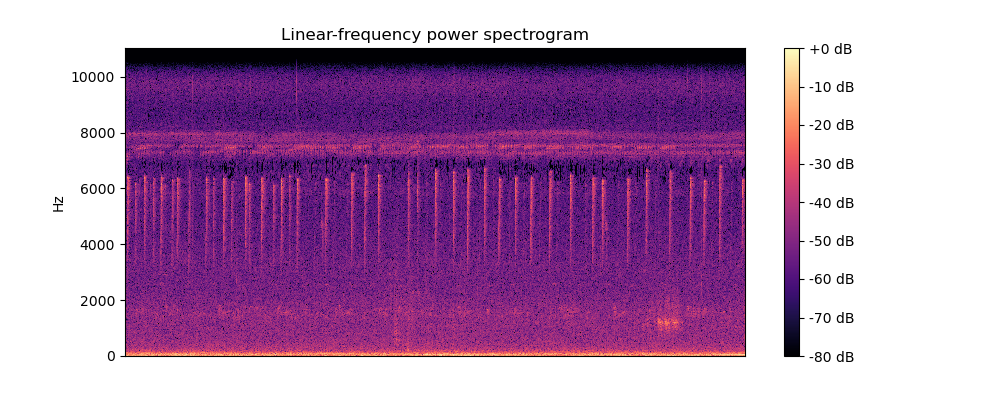 Linear-frequency power spectrogram
Hz
10000
8000
6000
4000
2000
0
+0 dB
-10 dB
-20 dB
-30 dB
-40 dB
-50 dB
-60 dB
-70 dB
-80 dB